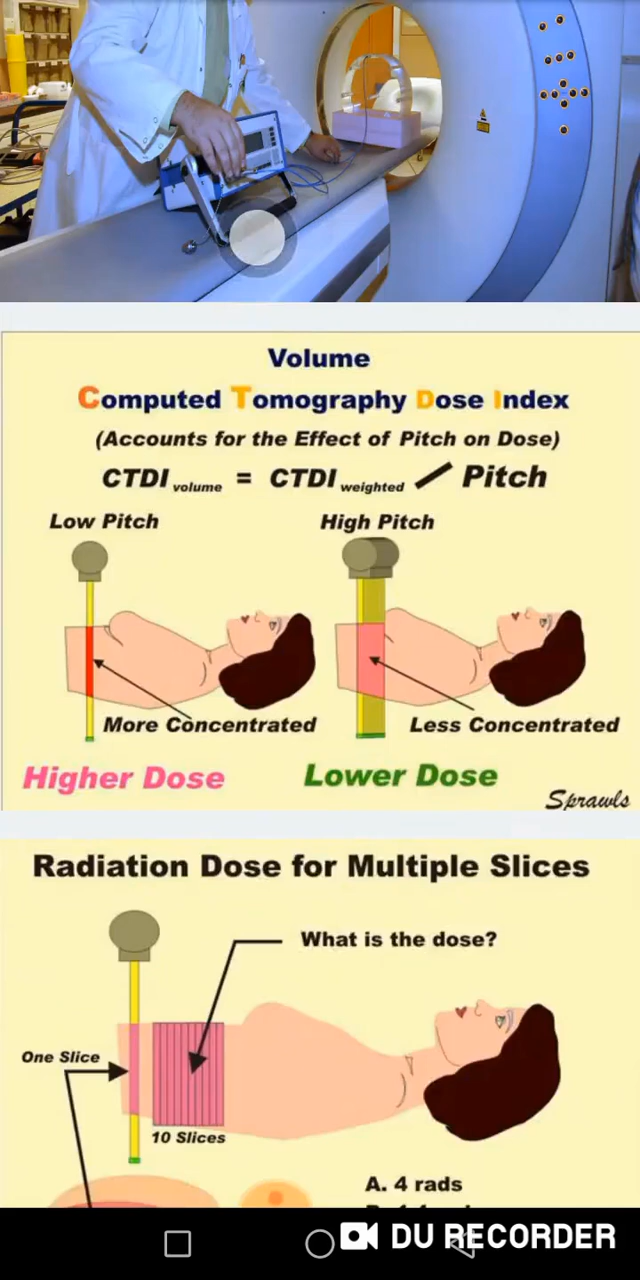 Volume
Computed Tomography Dose Index
(Accounts for the Effect of Pitch on Dose)
CTDI volume = CTDI weighted / Pitch
Low Pitch
High Pitch
More Concentrated
Less Concentrated
Higher Dose
Lower Dose
Sprawls
Radiation Dose for Multiple Slices
What is the dose?
One Slice
10 Slices
A. 4 rads
DU RECORDER